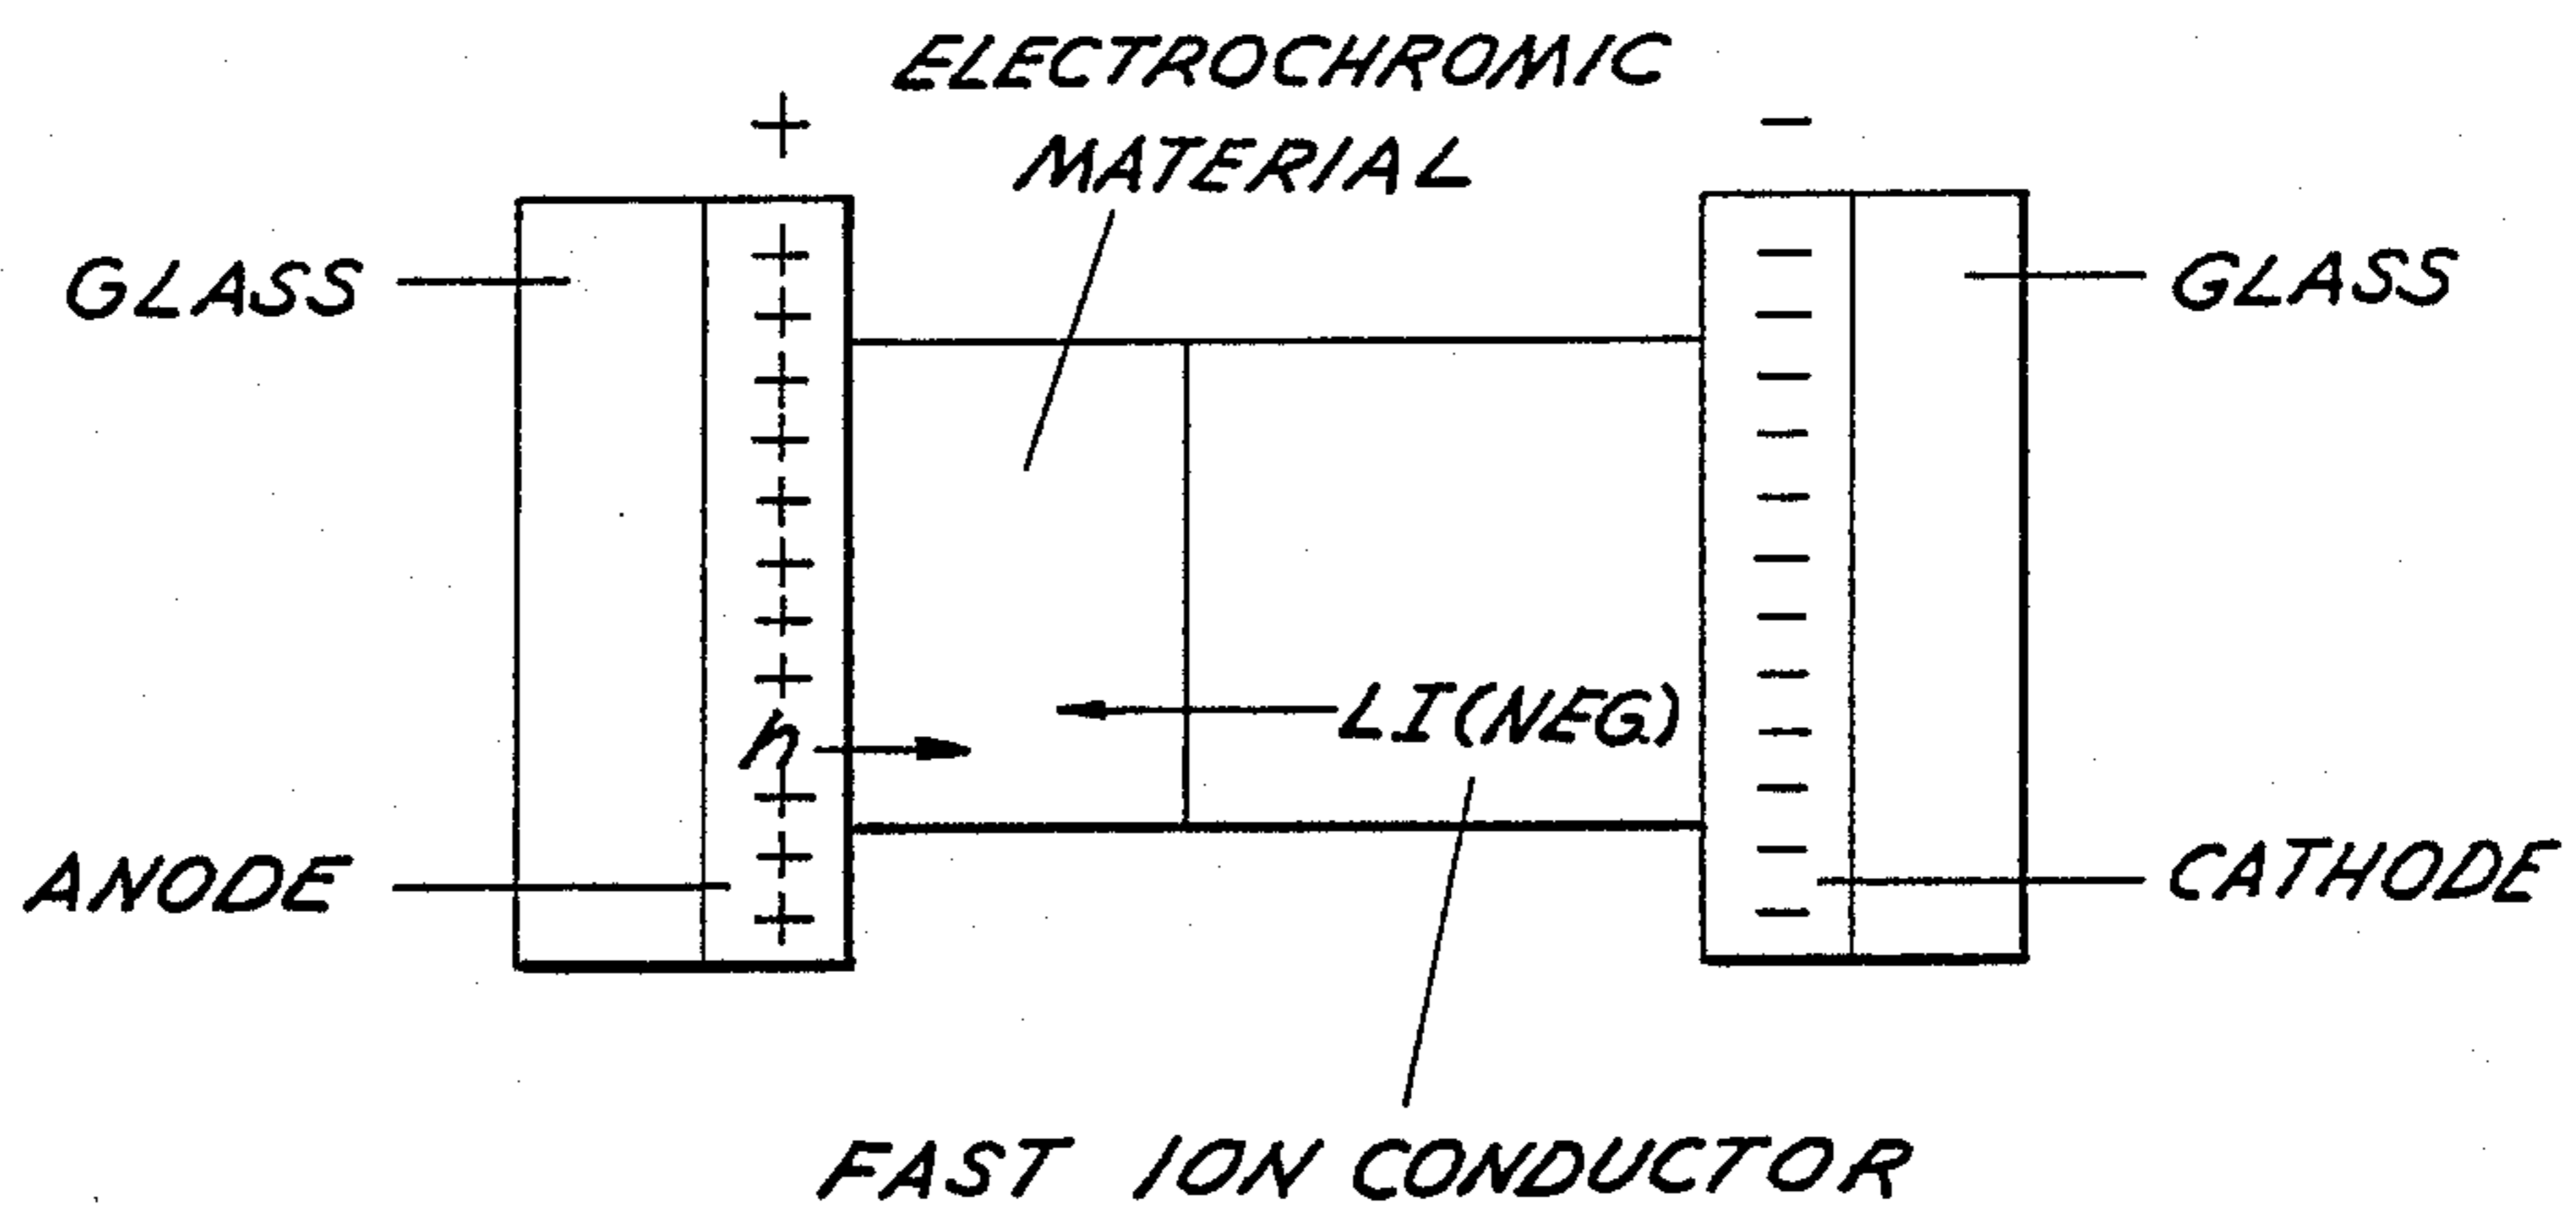 ELECTROCHROMIC
MATERIAL
+
−
GLASS
GLASS
+
+
+
+
+
+
+
+
h
+
+
+
−
−
−
−
−
−
−
−
−
−
−
−
LI(NEG.)
ANODE
CATHODE
FAST ION CONDUCTOR